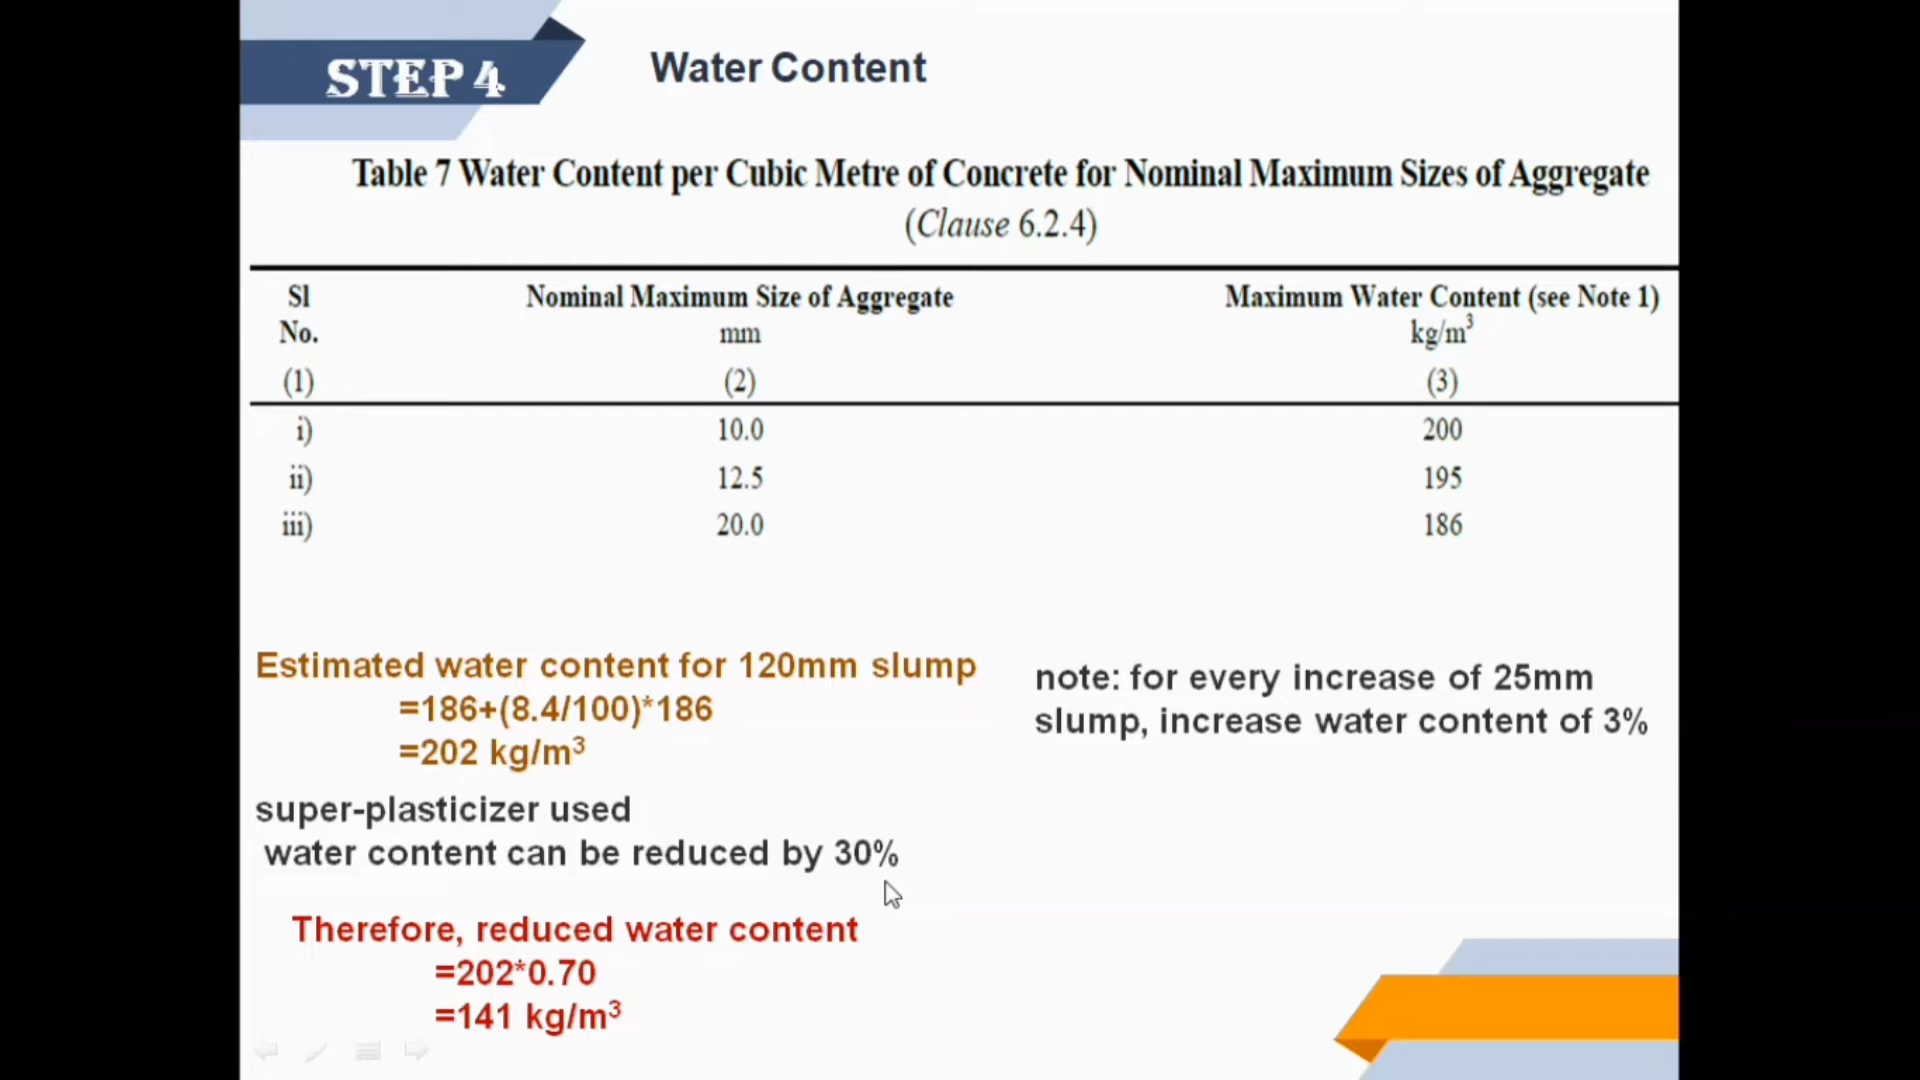 STEP 4
Water Content
Table 7 Water Content per Cubic Metre of Concrete for Nominal Maximum Sizes of Aggregate
(Clause 6.2.4)
Sl No. Nominal Maximum Size of Aggregate mm Maximum Water Content (see Note 1) kg/m³
(1) (2) (3)
i) 10.0 200
ii) 12.5 195
iii) 20.0 186
Estimated water content for 120mm slump
=186+(8.4/100)*186
=202 kg/m³
note: for every increase of 25mm
slump, increase water content of 3%
super-plasticizer used
water content can be reduced by 30%
Therefore, reduced water content
=202*0.70
=141 kg/m³